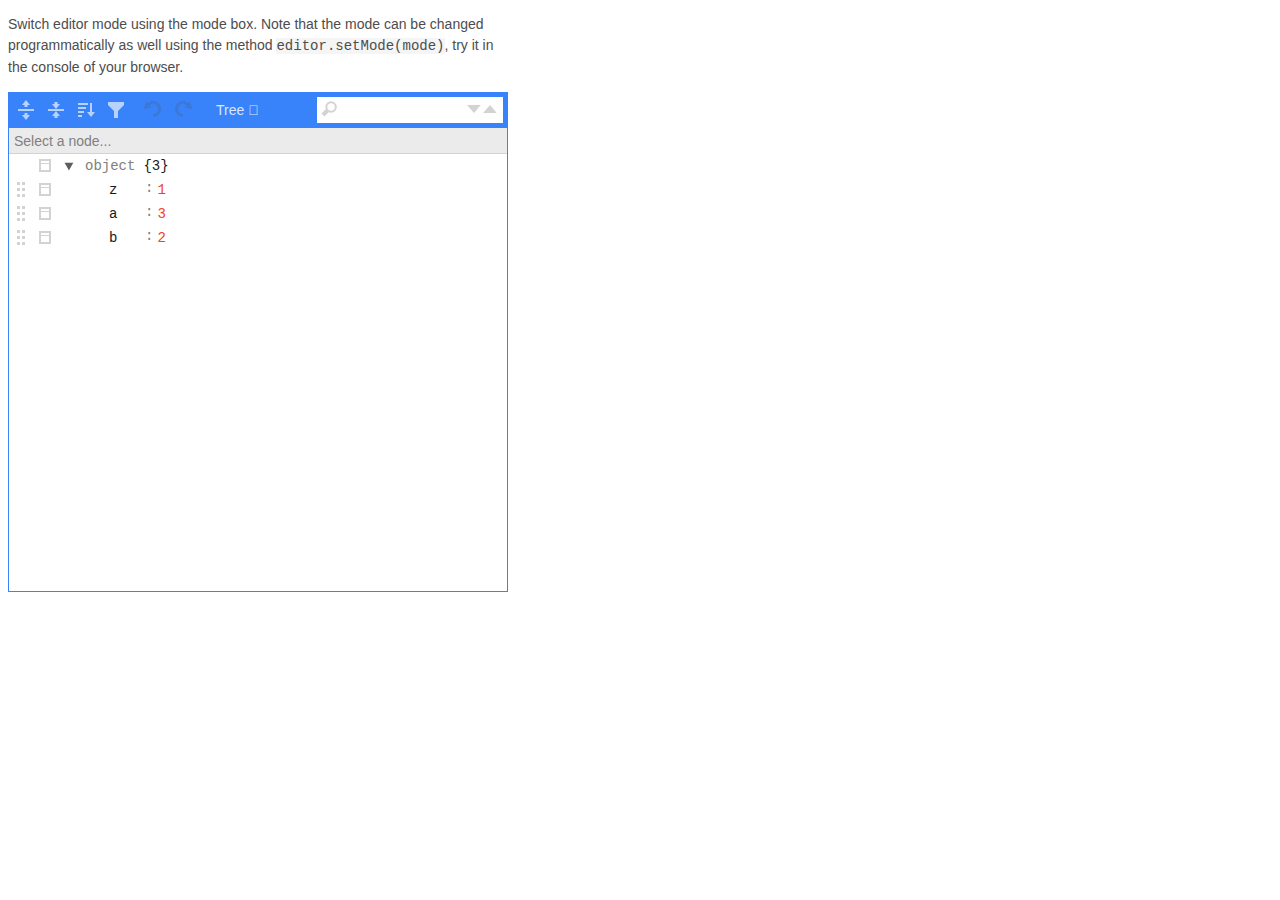 Switch editor mode using the mode box. Note that the mode can be changed
programmatically as well using the method editor.setMode(mode), try it in
the console of your browser.
Tree
Select a node...
object {3}
z : 1
a : 3
b : 2